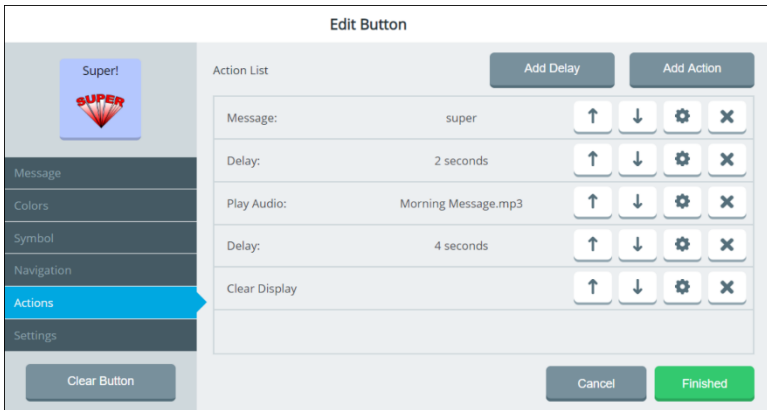 Edit Button
Super!
SUPER
Message
Colors
Symbol
Navigation
Actions
Settings
Clear Button
Action List
Add Delay
Add Action
Message: super
Delay: 2 seconds
Play Audio: Morning Message.mp3
Delay: 4 seconds
Clear Display
Cancel
Finished